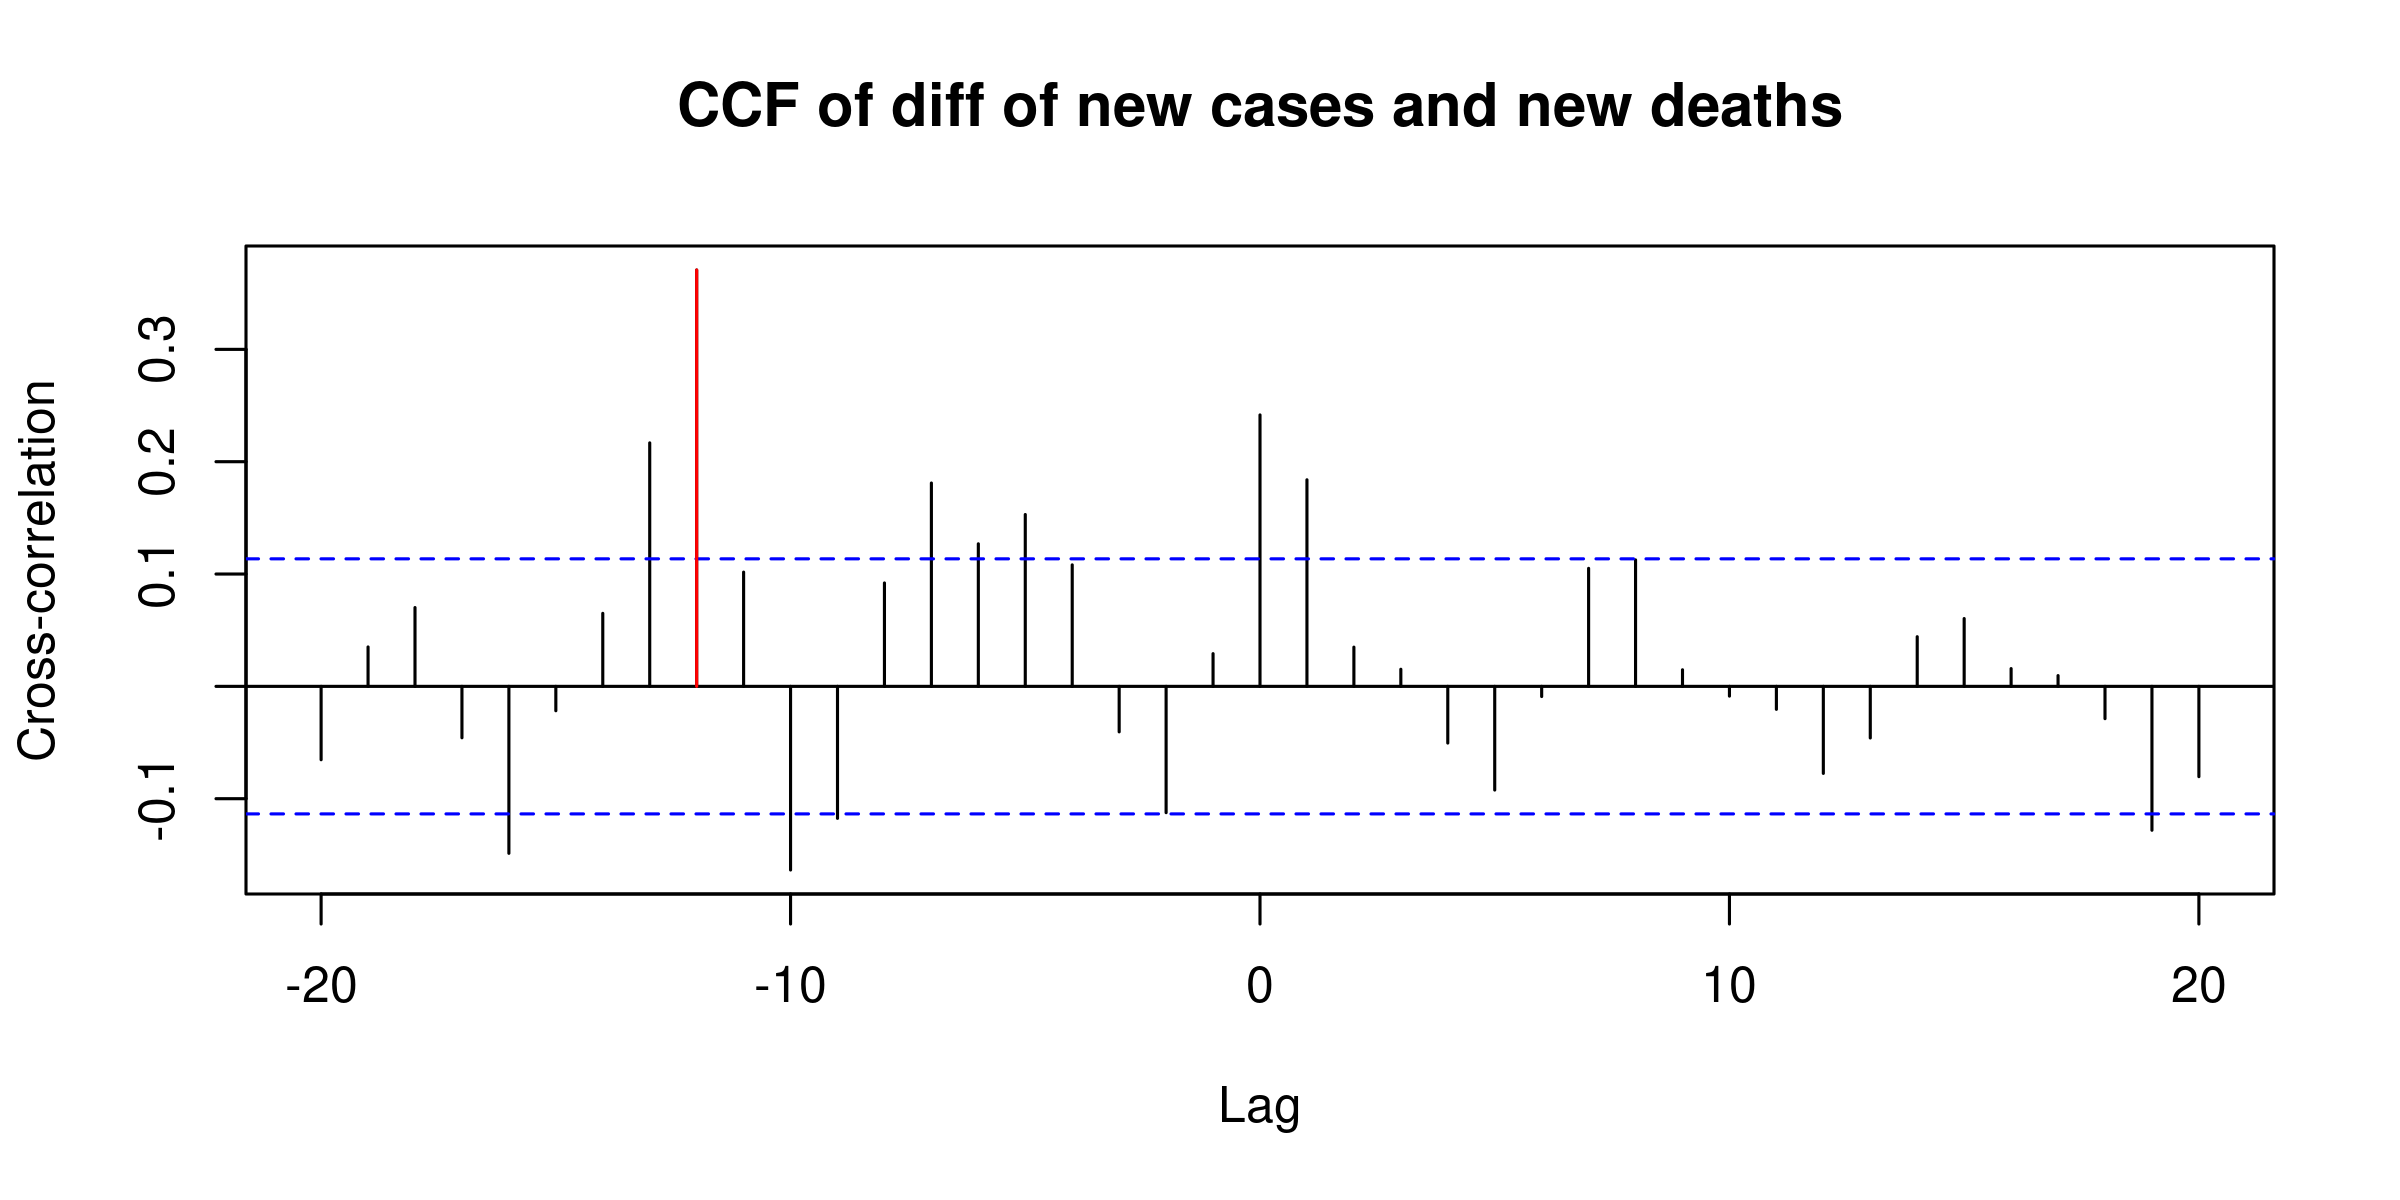 CCF of diff of new cases and new deaths
Cross-correlation
0.3
0.2
0.1
-0.1
-20 -10 0 10 20
Lag